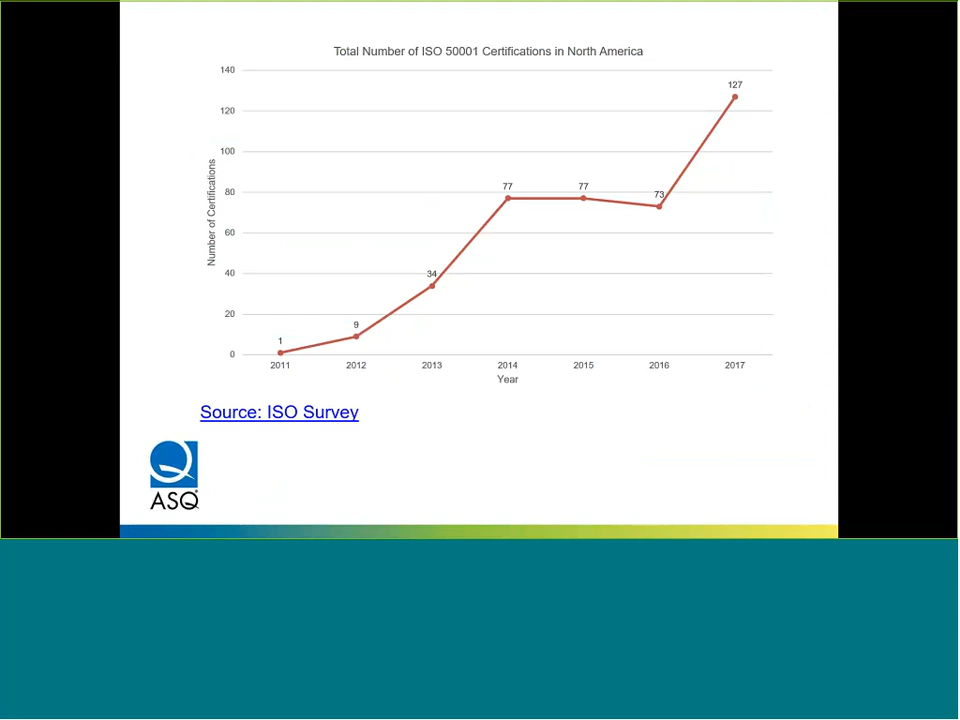 Total Number of ISO 50001 Certifications in North America
140
120
100
80
60
40
20
0
Number of Certifications
1
9
34
77
77
73
127
2011 2012 2013 2014 2015 2016 2017
Year
Source: ISO Survey
ASQ